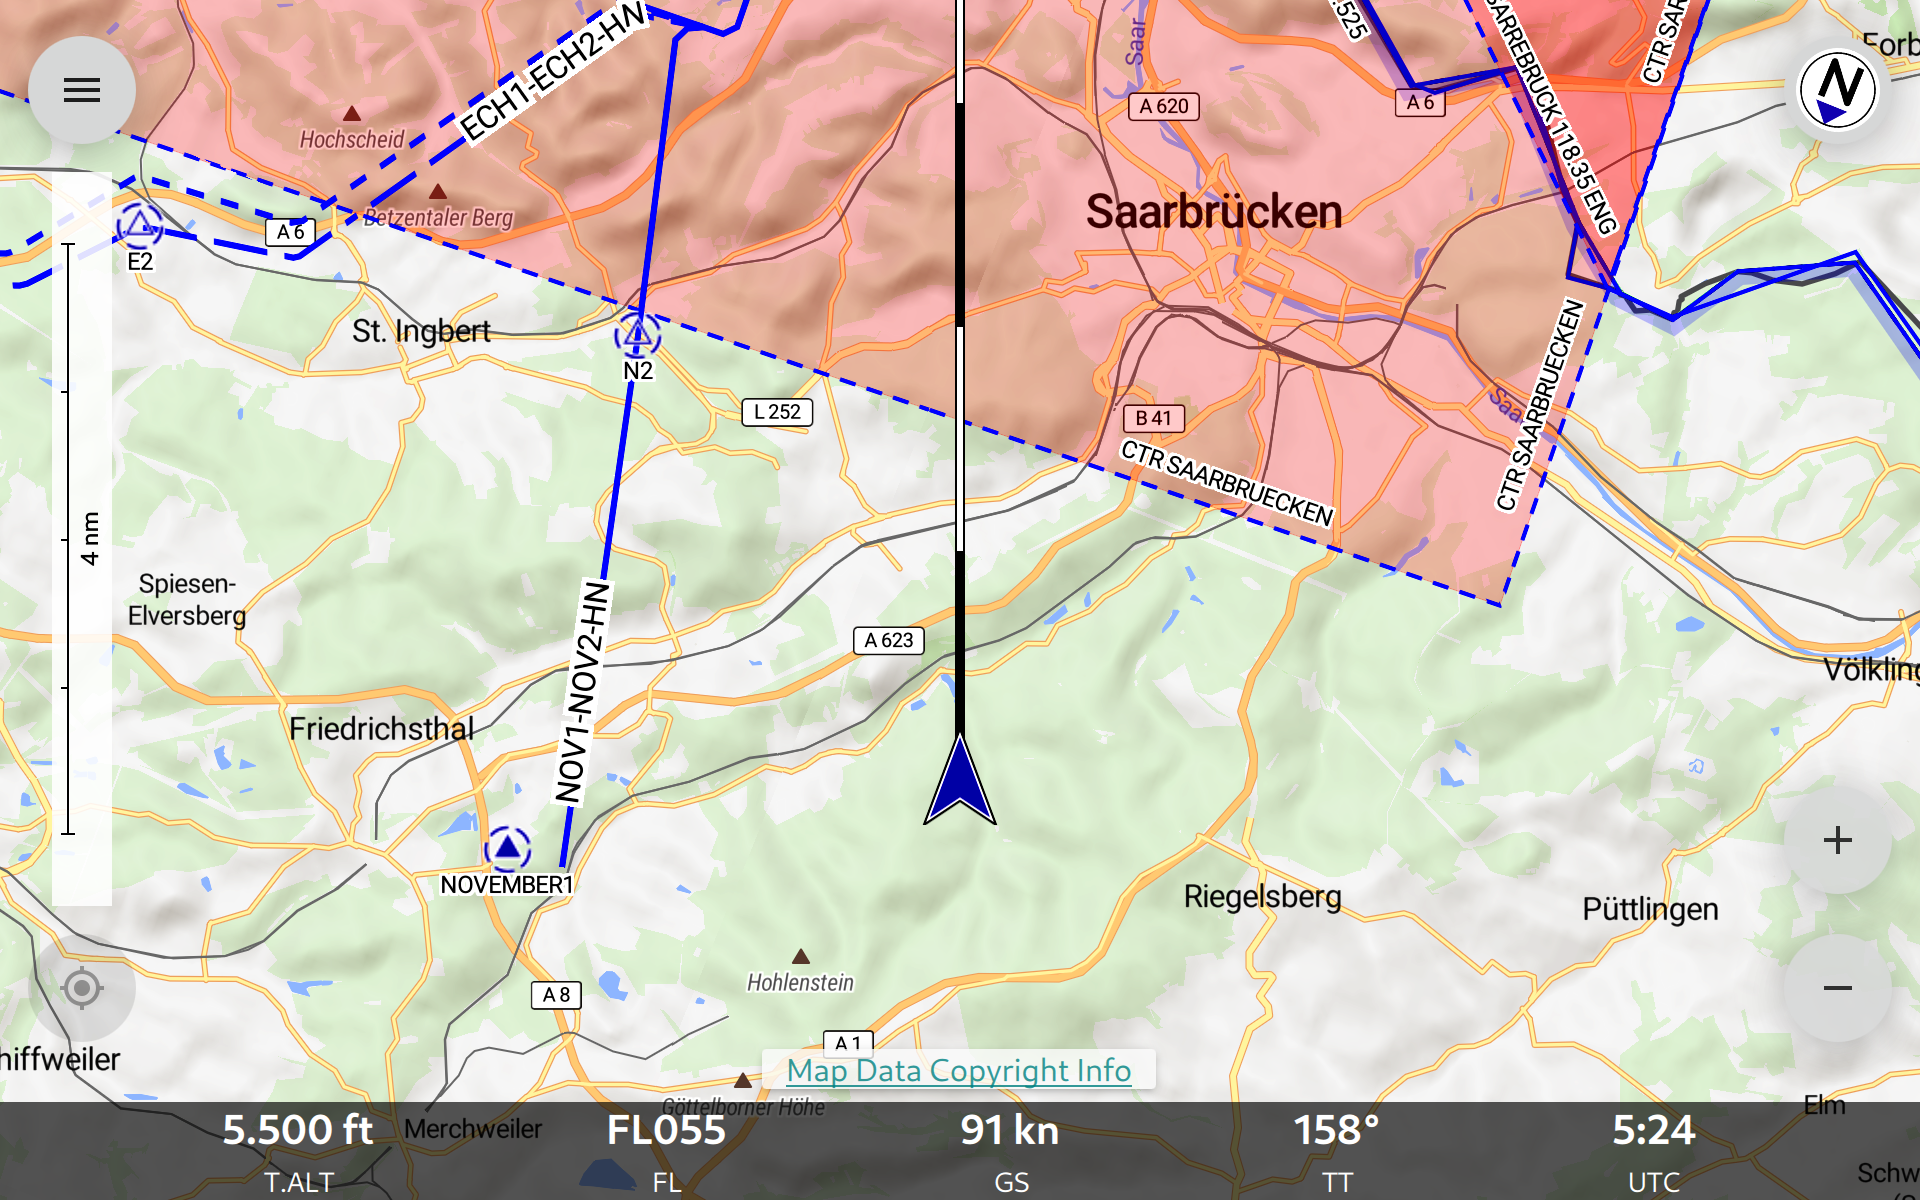 .525
SARREBRUCK 118.35 ENG
CTR SAR
Forb
N
ECH1-ECH2-HN
Saar
A 620
A 6
Hochscheid
Betzentaler Berg
Saarbrücken
A 6
E2
St. Ingbert
N2
L 252
B 41
Saa
CTR SAARBRUECKEN
CTR SAARBRUECKEN
4 nm
Spiesen-
Elversberg
A 623
NOV1-NOV2-HN
Völkling
Friedrichsthal
NOVEMBER1
Riegelsberg
Püttlingen
Hohlenstein
A 8
A 1
hiffweiler
Map Data Copyright Info
Göttelborner Höhe
Elm
Merchweiler
5.500 ft
FL055
91 kn
158°
5:24
T.ALT
FL
GS
TT
UTC
Schw